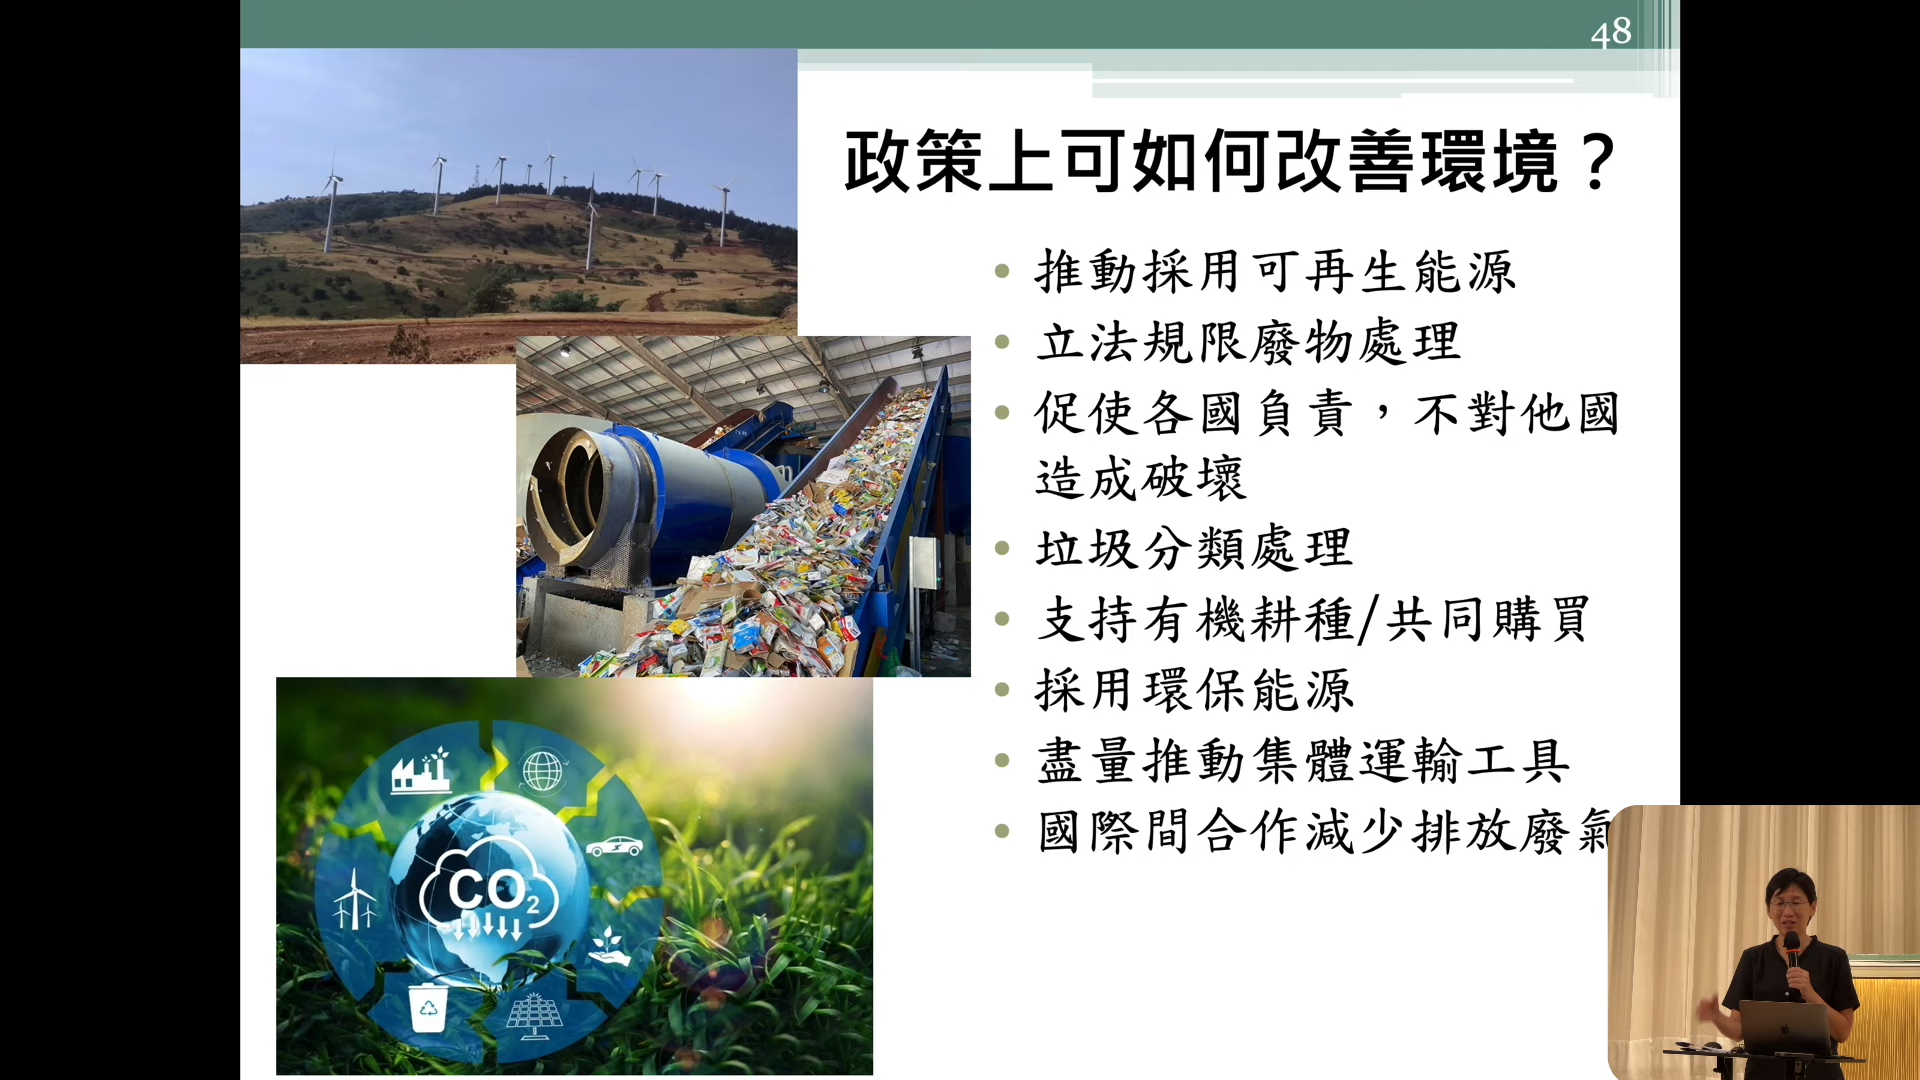 48
政策上可如何改善環境？
• 推動採用可再生能源
• 立法規限廢物處理
• 促使各國負責，不對他國
造成破壞
• 垃圾分類處理
• 支持有機耕種/共同購買
• 採用環保能源
• 盡量推動集體運輸工具
• 國際間合作減少排放廢氣
CO2